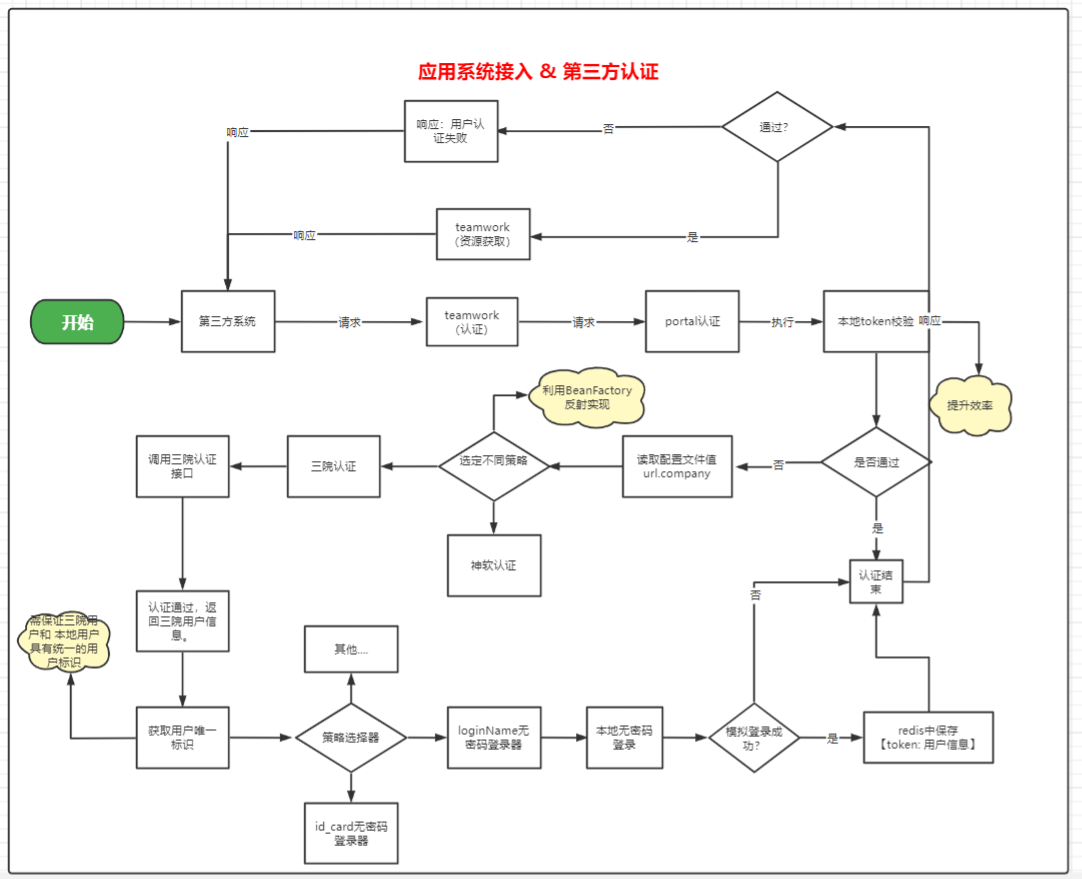 应用系统接入 & 第三方认证
响应
响应：用户认
证失败
否
通过？
响应
teamwork
（资源获取）
是
开始
第三方系统
请求
teamwork
（认证）
请求
portal认证
执行
本地token校验
响应
提升效率
利用BeanFactory
反射实现
调用三院认证
接口
三院认证
选定不同策略
读取配置文件值
url.company
否
是否通过
是
神软认证
认证结
束
否
认证通过，返
回三院用户信
息。
需保证三院用
户和 本地用户
具有统一的用
户标识
其他....
获取用户唯一
标识
策略选择器
loginName无
密码登录器
本地无密码
登录
模拟登录成
功？
是
redis中保存
【token: 用户信息】
id_card无密码
登录器